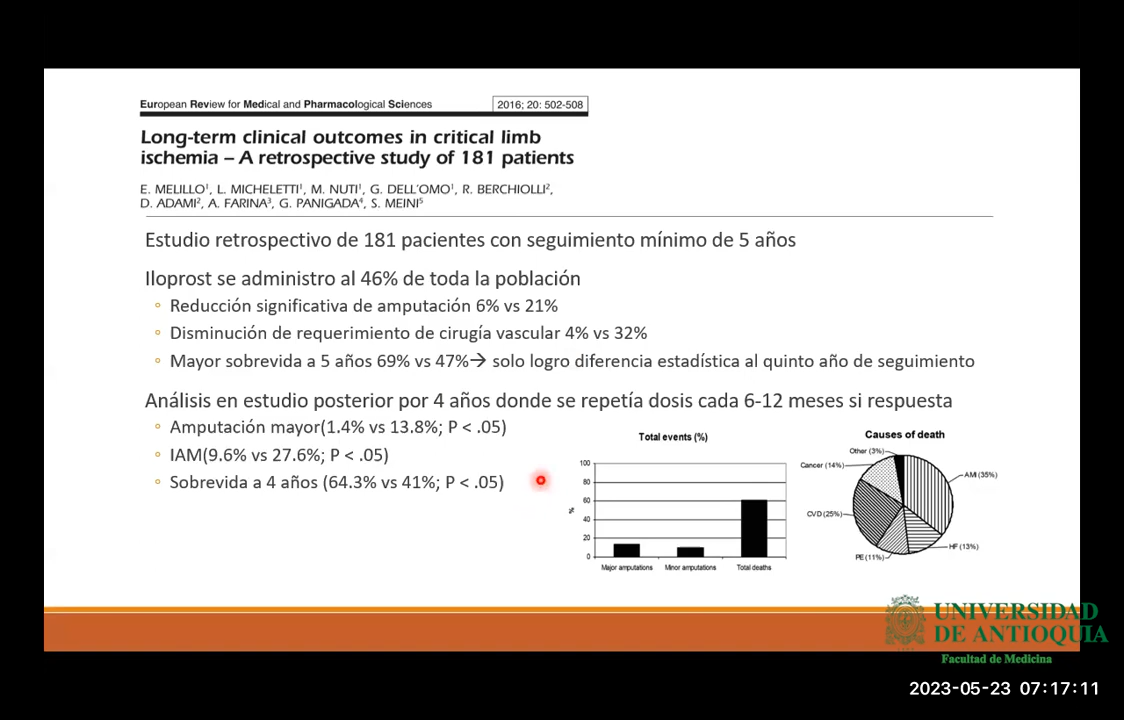 European Review for Medical and Pharmacological Sciences
2016; 20: 502-508
Long-term clinical outcomes in critical limb
ischemia – A retrospective study of 181 patients
E. MELILLO¹, L. MICHELETTI¹, M. NUTI¹, G. DELL'OMO¹, R. BERCHIOLLI²,
D. ADAMI², A. FARINA³, G. PANIGADA⁴, S. MEINI⁵
Estudio retrospectivo de 181 pacientes con seguimiento mínimo de 5 años
Iloprost se administro al 46% de toda la población
Reducción significativa de amputación 6% vs 21%
Disminución de requerimiento de cirugía vascular 4% vs 32%
Mayor sobrevida a 5 años 69% vs 47%→ solo logro diferencia estadística al quinto año de seguimiento
Análisis en estudio posterior por 4 años donde se repetía dosis cada 6-12 meses si respuesta
Amputación mayor(1.4% vs 13.8%; P < .05)
IAM(9.6% vs 27.6%; P < .05)
Sobrevida a 4 años (64.3% vs 41%; P < .05)
Total events (%)
100
80
60
40
20
0
%
Major amputations
Minor amputations
Total deaths
Causes of death
Other (3%)
Cancer (14%)
AMI (35%)
CVD (25%)
HF (13%)
PE (11%)
UNIVERSIDAD
DE ANTIOQUIA
Facultad de Medicina
2023-05-23 07:17:11